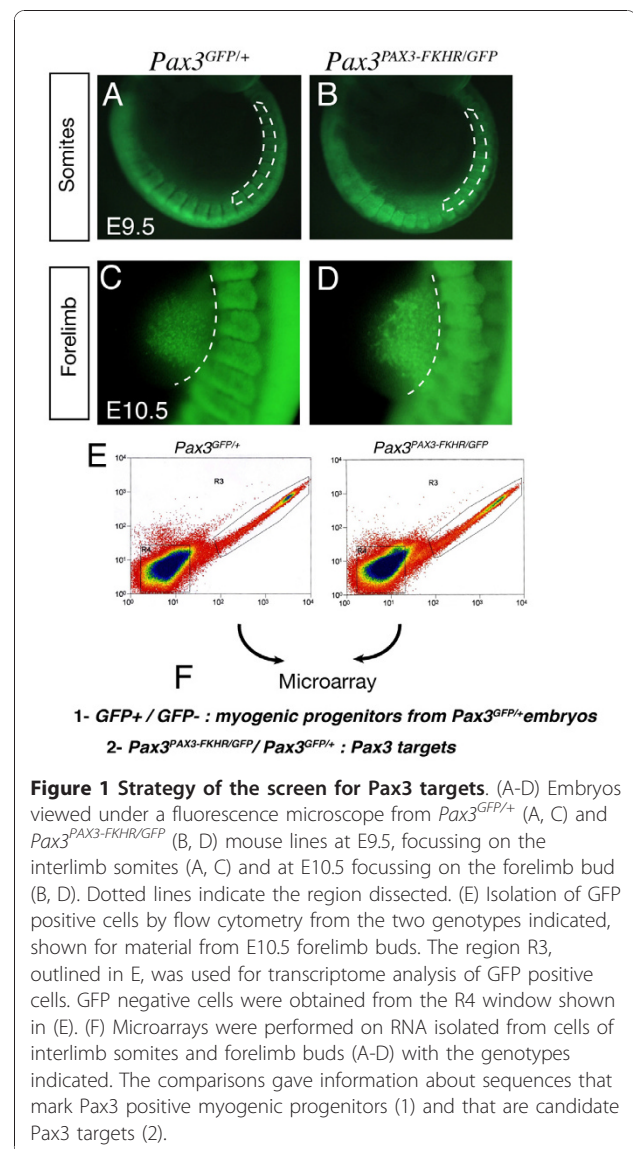 Pax3GFP/+ Pax3PAX3-FKHR/GFP
Somites
A B
E9.5
Forelimb
C D
E10.5
E Pax3GFP/+ Pax3PAX3-FKHR/GFP
10⁴ R3 10⁴ R3
10³ 10³
10² 10²
10¹ R4 10¹
10⁰ 10⁰
10⁰ 10¹ 10² 10³ 10⁴ 10⁰ 10¹ 10² 10³ 10⁴
F Microarray
1- GFP+ / GFP- : myogenic progenitors from Pax3GFP/+embryos
2- Pax3PAX3-FKHR/GFP/ Pax3GFP/+ : Pax3 targets
Figure 1 Strategy of the screen for Pax3 targets. (A-D) Embryos
viewed under a fluorescence microscope from Pax3GFP/+ (A, C) and
Pax3PAX3-FKHR/GFP (B, D) mouse lines at E9.5, focussing on the
interlimb somites (A, C) and at E10.5 focussing on the forelimb bud
(B, D). Dotted lines indicate the region dissected. (E) Isolation of GFP
positive cells by flow cytometry from the two genotypes indicated,
shown for material from E10.5 forelimb buds. The region R3,
outlined in E, was used for transcriptome analysis of GFP positive
cells. GFP negative cells were obtained from the R4 window shown
in (E). (F) Microarrays were performed on RNA isolated from cells of
interlimb somites and forelimb buds (A-D) with the genotypes
indicated. The comparisons gave information about sequences that
mark Pax3 positive myogenic progenitors (1) and that are candidate
Pax3 targets (2).